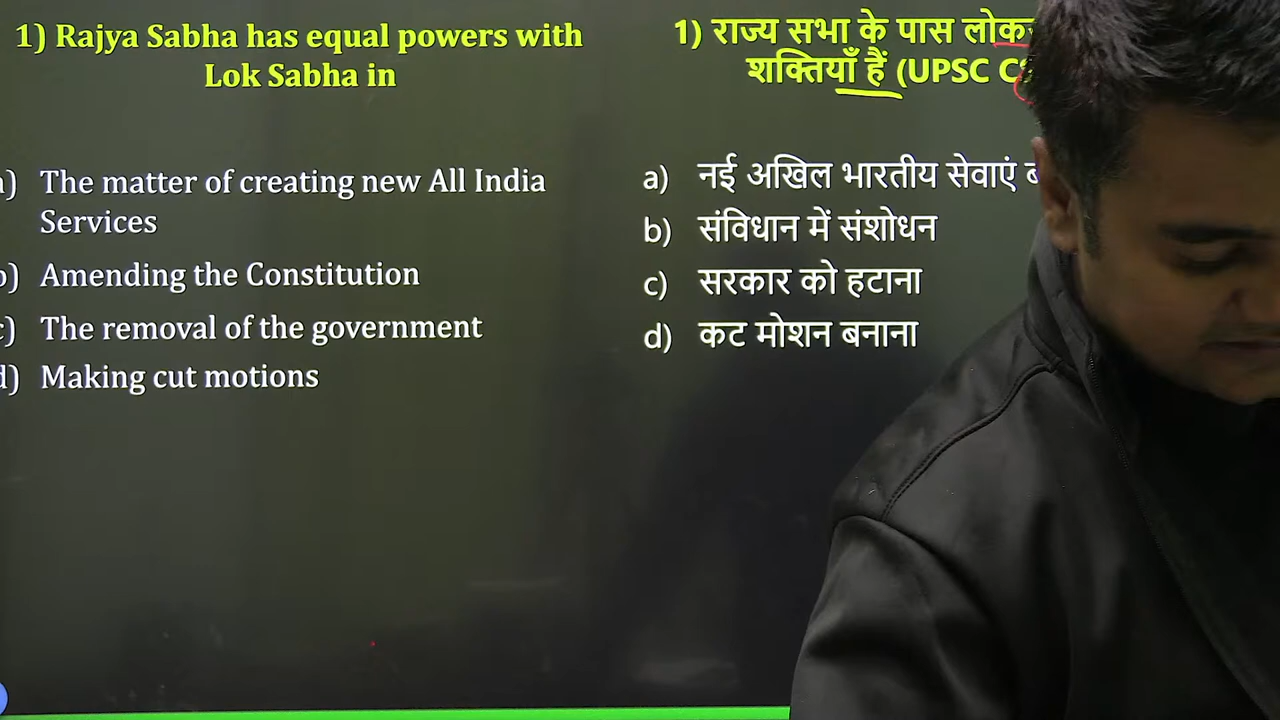 1) Rajya Sabha has equal powers with
Lok Sabha in
) The matter of creating new All India
Services
) Amending the Constitution
) The removal of the government
) Making cut motions
1) राज्य सभा के पास
शक्तियाँ हैं (UPSC
a) नई अखिल भारतीय सेवाएं
b) संविधान में संशोधन
c) सरकार को हटाना
d) कट मोशन बनाना